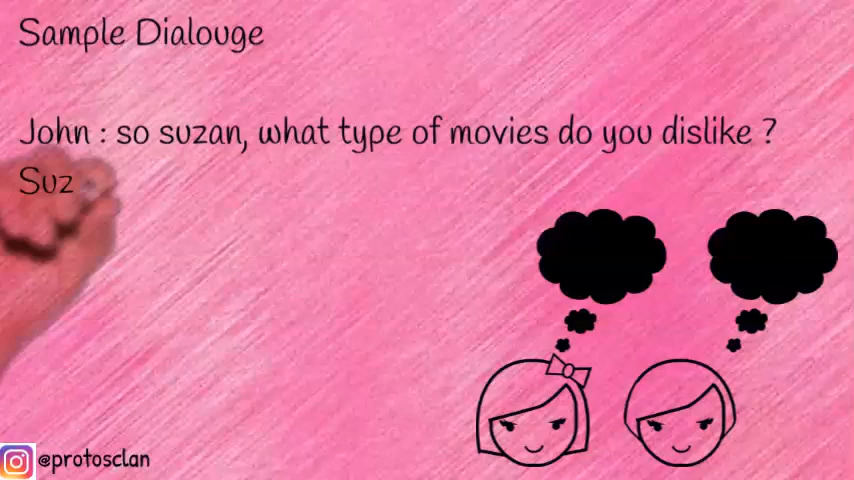 Sample Dialouge
John : so suzan, what type of movies do you dislike ?
Suz
@protosclan